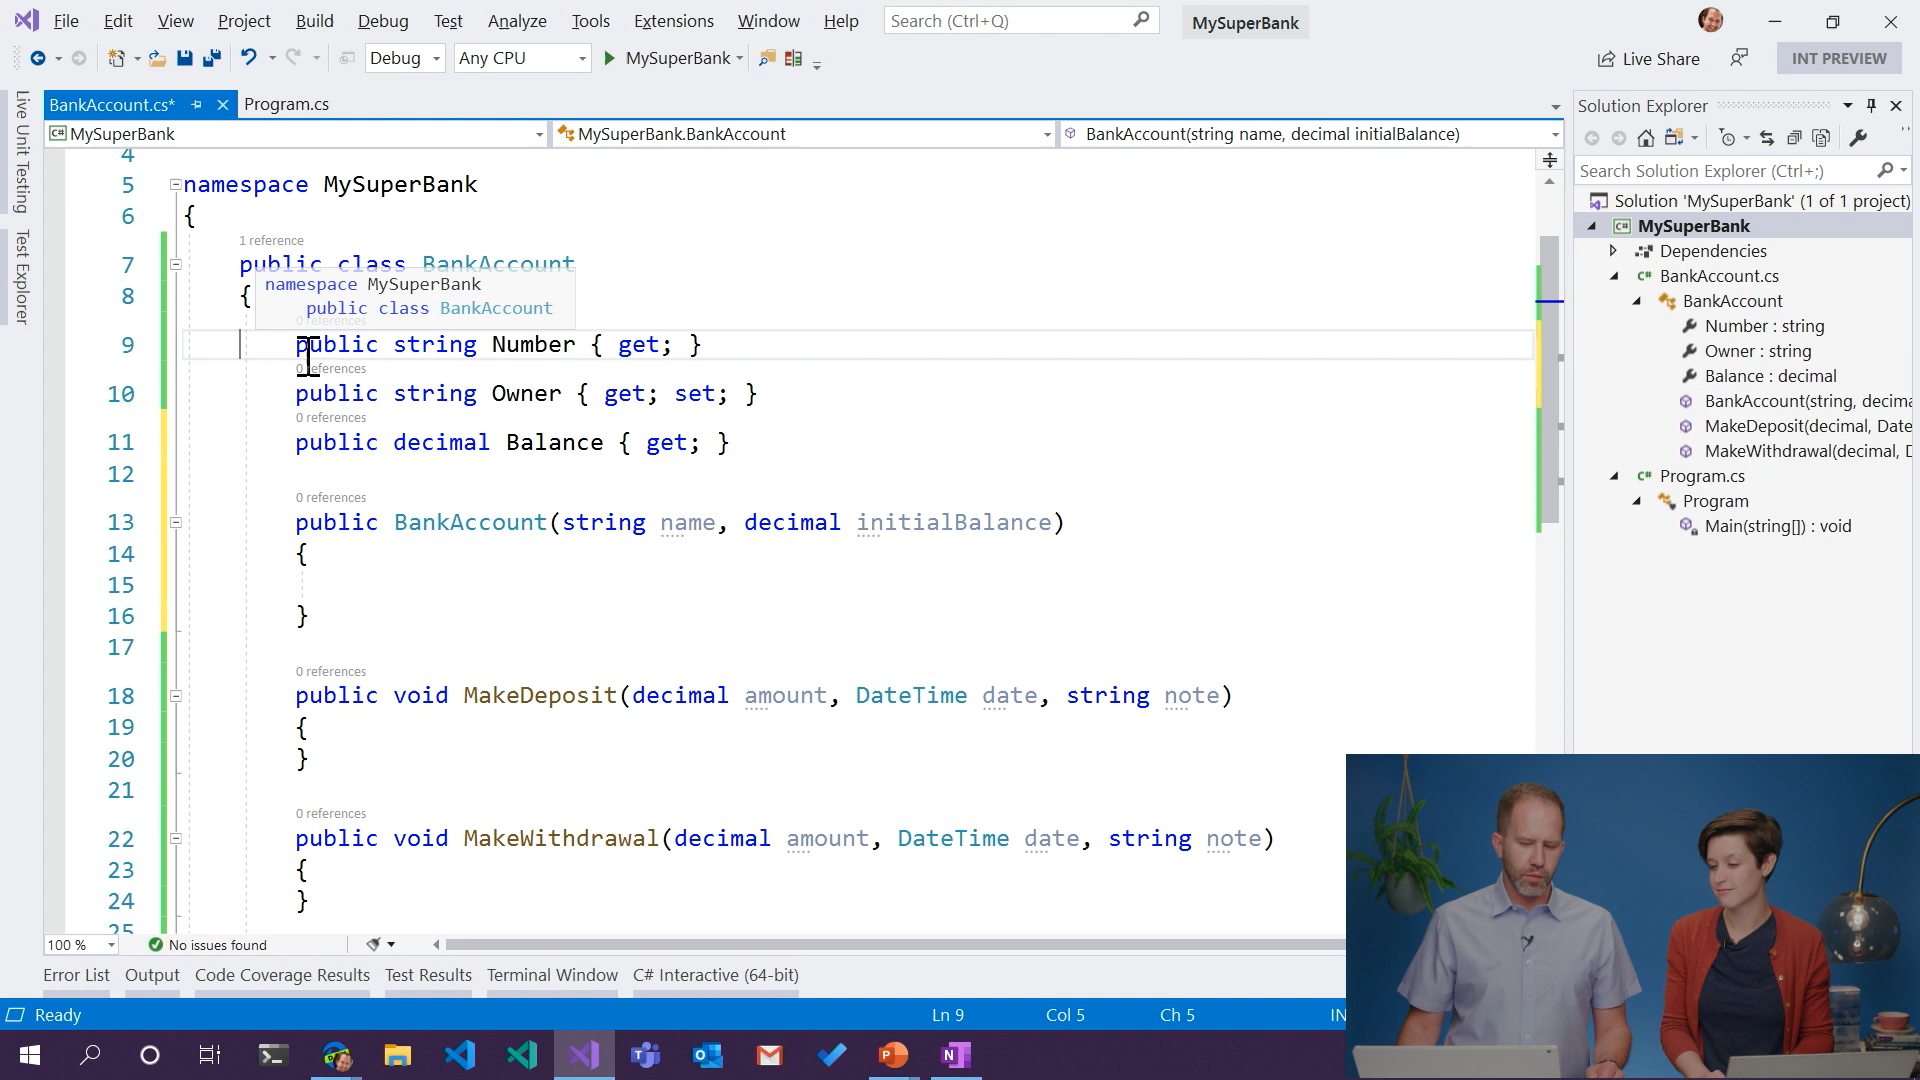 File Edit View Project Build Debug Test Analyze Tools Extensions Window Help Search (Ctrl+Q) MySuperBank
Debug Any CPU MySuperBank Live Share INT PREVIEW
Live Unit Testing
Test Explorer
BankAccount.cs* Program.cs
MySuperBank MySuperBank.BankAccount BankAccount(string name, decimal initialBalance)
4
5 namespace MySuperBank
6 {
1 reference
7 public class BankAccount
namespace MySuperBank
8 {
public class BankAccount
0 references
9 public string Number { get; }
0 references
10 public string Owner { get; set; }
0 references
11 public decimal Balance { get; }
12
0 references
13 public BankAccount(string name, decimal initialBalance)
14 {
15
16 }
17
0 references
18 public void MakeDeposit(decimal amount, DateTime date, string note)
19 {
20 }
21
0 references
22 public void MakeWithdrawal(decimal amount, DateTime date, string note)
23 {
24 }
25
100 % No issues found
Error List Output Code Coverage Results Test Results Terminal Window C# Interactive (64-bit)
Ready Ln 9 Col 5 Ch 5 IN
Solution Explorer
Search Solution Explorer (Ctrl+;)
Solution 'MySuperBank' (1 of 1 project)
C# MySuperBank
Dependencies
C# BankAccount.cs
BankAccount
Number : string
Owner : string
Balance : decimal
BankAccount(string, decima
MakeDeposit(decimal, Date
MakeWithdrawal(decimal, D
C# Program.cs
Program
Main(string[]) : void